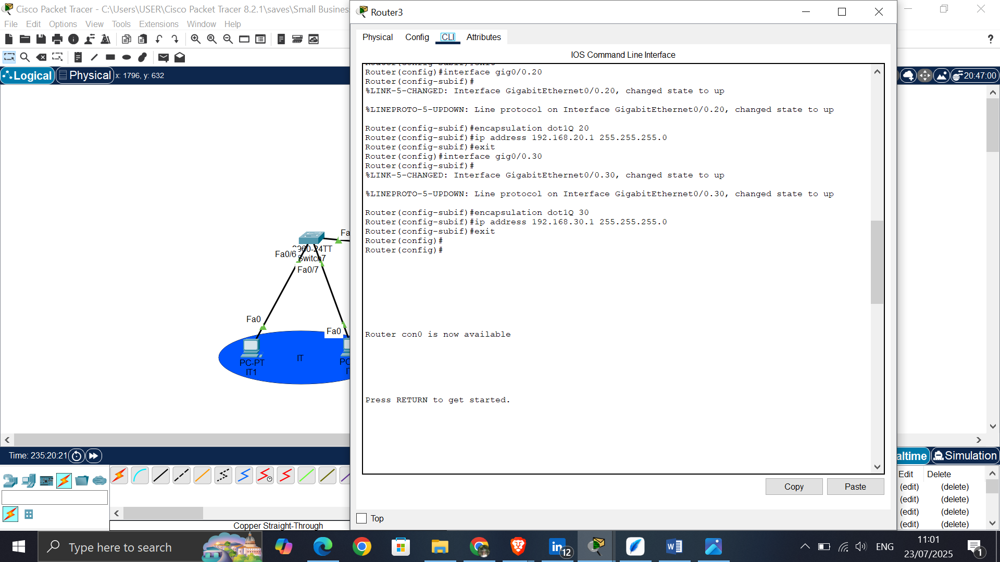 Cisco Packet Tracer - C:\Users\USER\Cisco Packet Tracer 8.2.1\saves\Small Business
File Edit Options View Tools Extensions Window Help
Logical Physical x: 1796, y: 632
20:47:00
Router3
Physical Config CLI Attributes
IOS Command Line Interface
Router(config)#interface gig0/0.20
Router(config-subif)#
%LINK-5-CHANGED: Interface GigabitEthernet0/0.20, changed state to up
%LINEPROTO-5-UPDOWN: Line protocol on Interface GigabitEthernet0/0.20, changed state to up
Router(config-subif)#encapsulation dot1Q 20
Router(config-subif)#ip address 192.168.20.1 255.255.255.0
Router(config-subif)#exit
Router(config)#interface gig0/0.30
Router(config-subif)#
%LINK-5-CHANGED: Interface GigabitEthernet0/0.30, changed state to up
%LINEPROTO-5-UPDOWN: Line protocol on Interface GigabitEthernet0/0.30, changed state to up
Router(config-subif)#encapsulation dot1Q 30
Router(config-subif)#ip address 192.168.30.1 255.255.255.0
Router(config-subif)#exit
Router(config)#
Router(config)#
Router con0 is now available
Press RETURN to get started.
Copy Paste
Top
Fa
2960-24TT
Fa0/6
Switch7
Fa0/7
Fa0
Fa0
PC-PT
IT1
IT
PC
Time: 235:20:21
altime Simulation
Edit Delete
(edit) (delete)
(edit) (delete)
(edit) (delete)
(edit) (delete)
Copper Straight-Through
Type here to search
in 12
W
ENG
11:01
23/07/2025
1